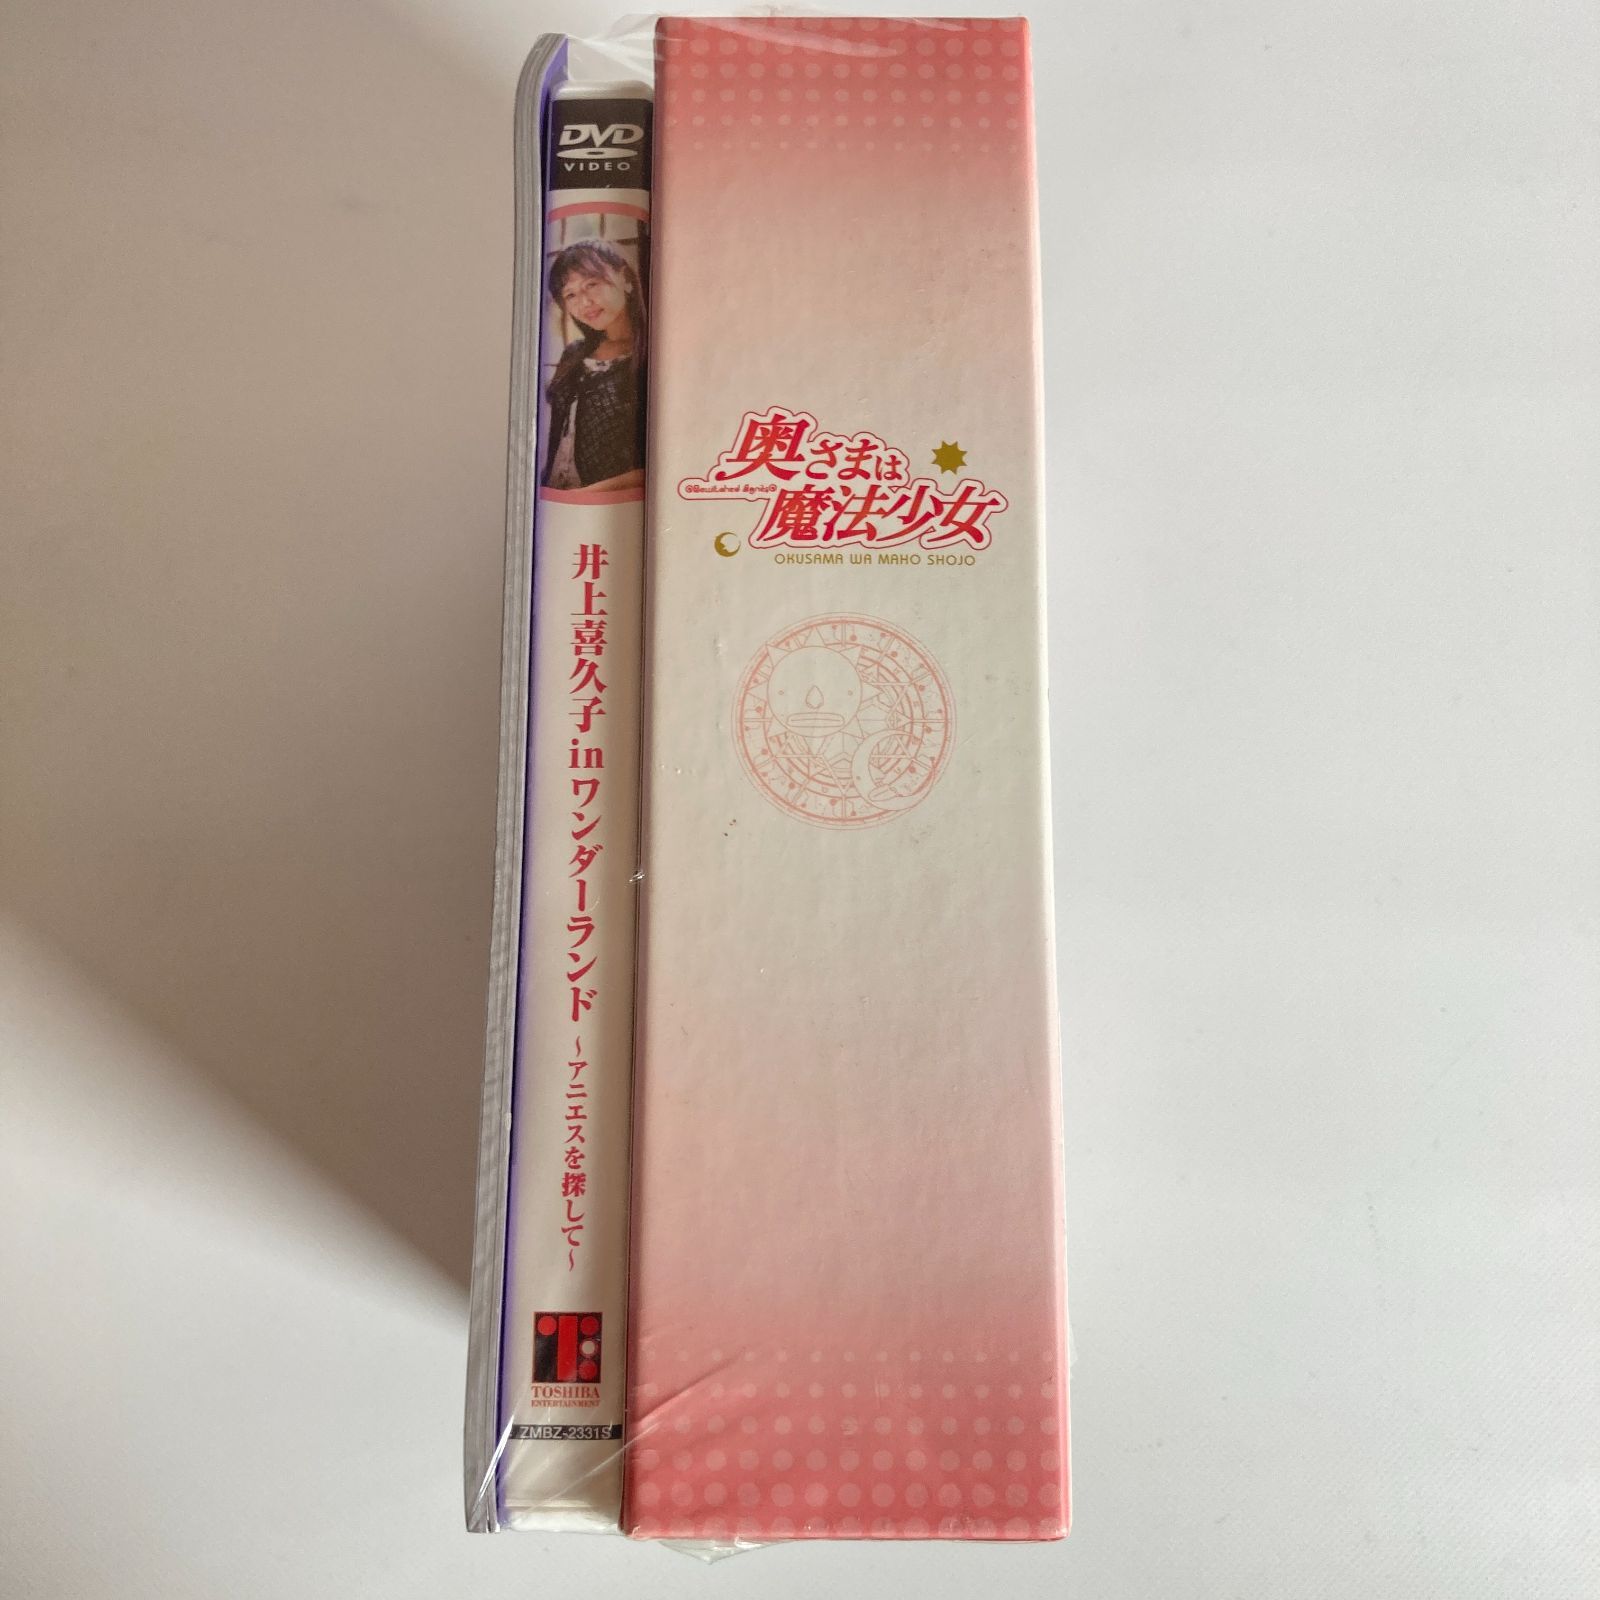 DVD
VIDEO
井上喜久子inワンダーランド ～アニエスを探して～
TOSHIBA
ENTERTAINMENT
ZMBZ-2331S
奥さまは
魔法少女
OKUSAMA WA MAHO SHOJO